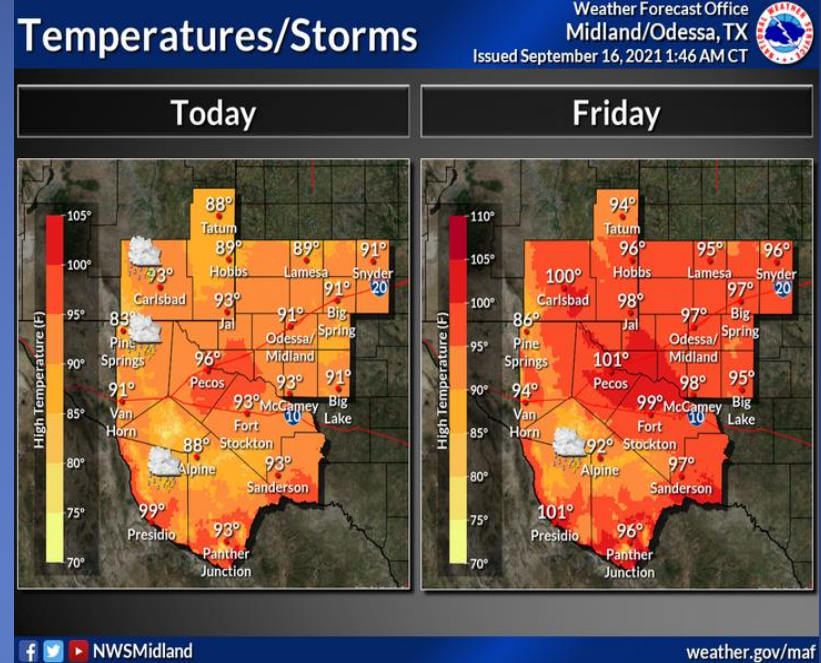 Temperatures/Storms
Weather Forecast Office
Midland/Odessa, TX
Issued September 16, 2021 1:46 AM CT
NATIONAL WEATHER SERVICE
Today
Friday
High Temperature (F)
105°
100°
95°
90°
85°
80°
75°
70°
88°
Tatum
89°
Hobbs
89°
Lamesa
91°
Snyder
20
93°
Carlsbad
93°
Jal
91°
Big
Spring
91°
Odessa/
Midland
83°
Pine
Springs
96°
Pecos
91°
Van
Horn
93°
McCamey
91°
Big
Lake
93°
Fort
Stockton
10
88°
Alpine
93°
Sanderson
99°
Presidio
93°
Panther
Junction
High Temperature (F)
110°
105°
100°
95°
90°
85°
80°
75°
70°
94°
Tatum
96°
Hobbs
95°
Lamesa
96°
Snyder
20
100°
Carlsbad
98°
Jal
97°
Big
Spring
97°
Odessa/
Midland
86°
Pine
Springs
101°
Pecos
94°
Van
Horn
98°
McCamey
95°
Big
Lake
99°
Fort
Stockton
10
92°
Alpine
97°
Sanderson
101°
Presidio
96°
Panther
Junction
NWSMidland
weather.gov/maf